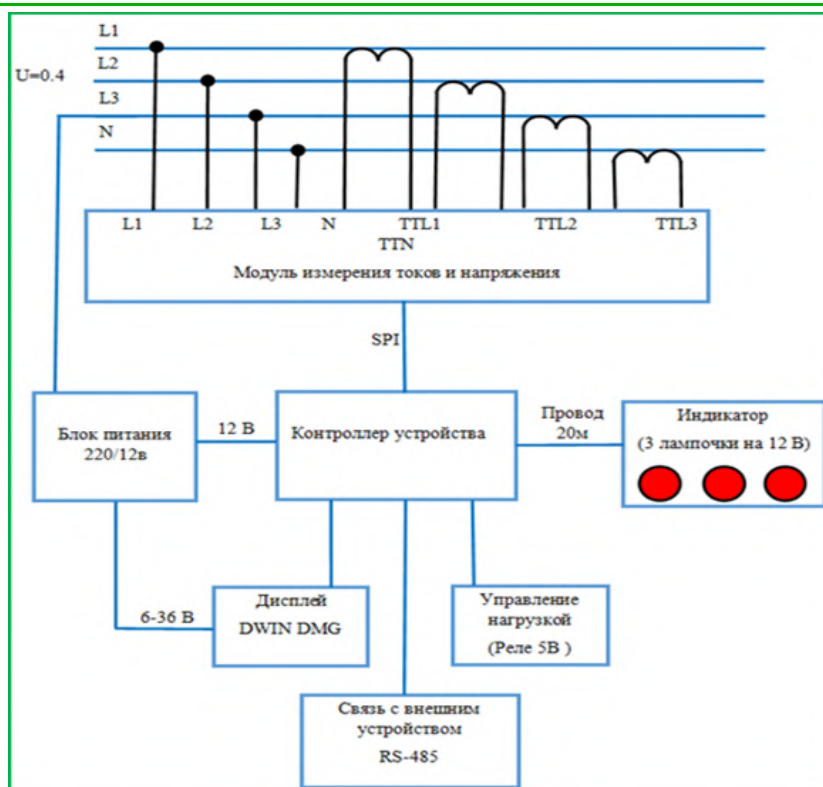 L1
L2
U=0.4
L3
N
L1 L2 L3 N TTL1 TTL2 TTL3
TTN
Модуль измерения токов и напряжения
SPI
Блок питания
220/12в
12 В
Контроллер устройства
Провод
20м
Индикатор
(3 лампочки на 12 В)
6-36 В
Дисплей
DWIN DMG
Управление
нагрузкой
(Реле 5В )
Связь с внешним
устройством
RS-485